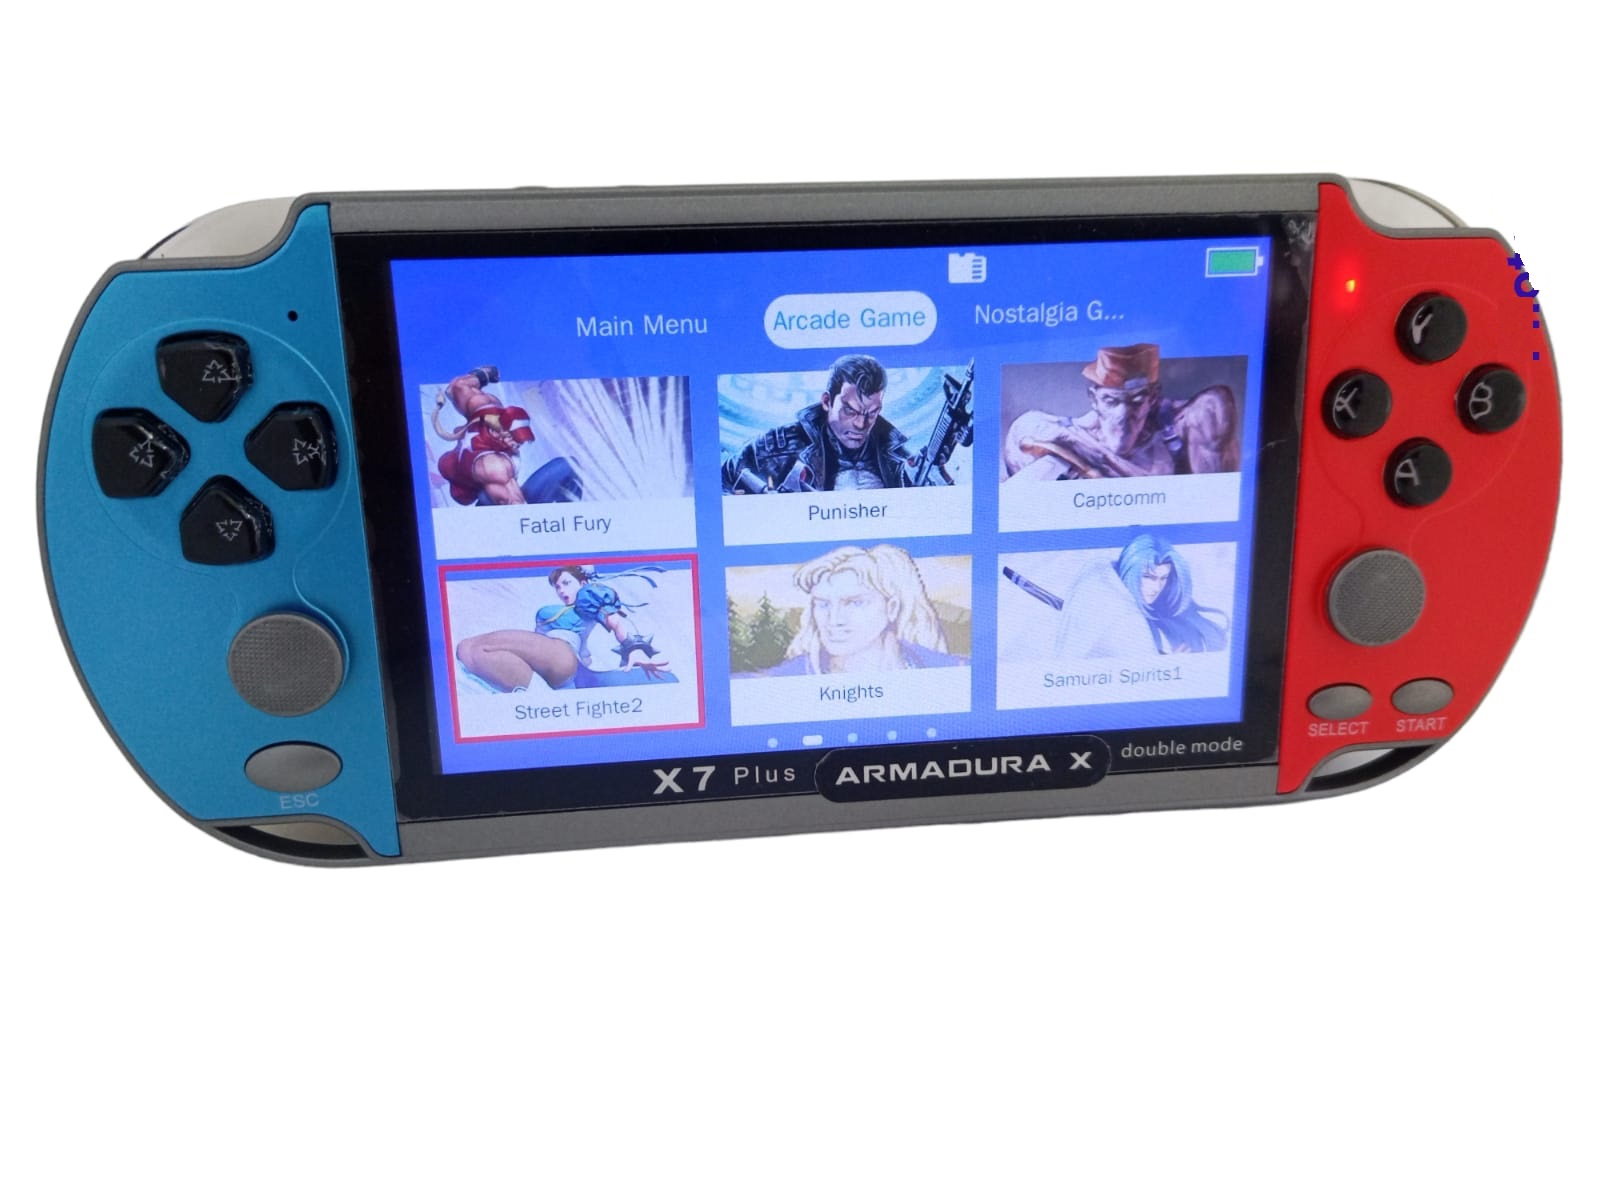 Main Menu
Arcade Game
Nostalgia G...
Fatal Fury
Punisher
Captcomm
Street Fighte2
Knights
Samurai Spirits1
Y
X
B
A
SELECT
START
ESC
X7 Plus
ARMADURA X
double mode